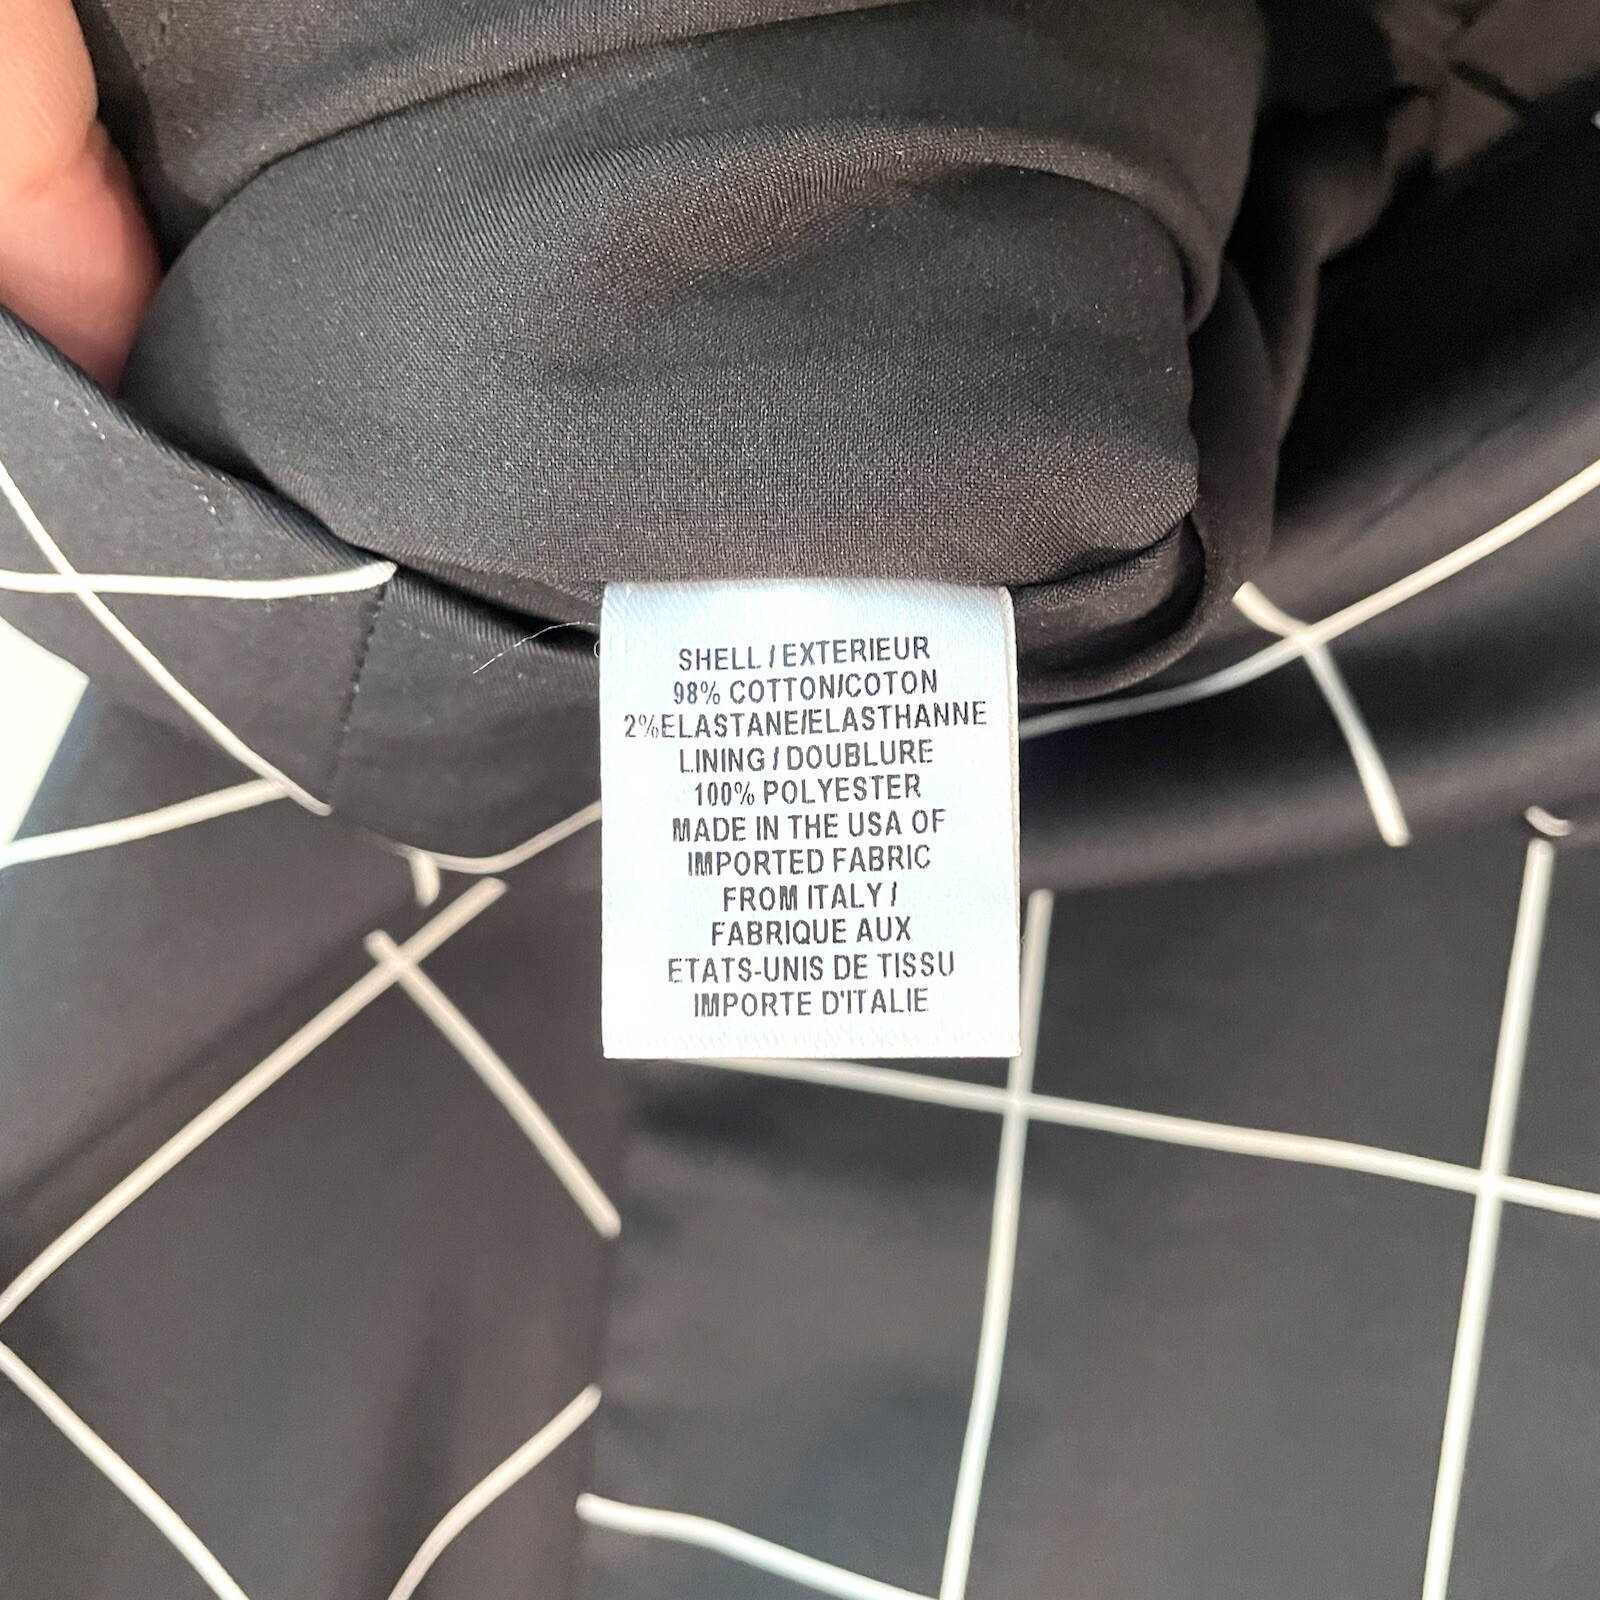 SHELL / EXTERIEUR
98% COTTON/COTON
2%ELASTANE/ELASTHANNE
LINING / DOUBLURE
100% POLYESTER
MADE IN THE USA OF
IMPORTED FABRIC
FROM ITALY /
FABRIQUE AUX
ETATS-UNIS DE TISSU
IMPORTE D'ITALIE